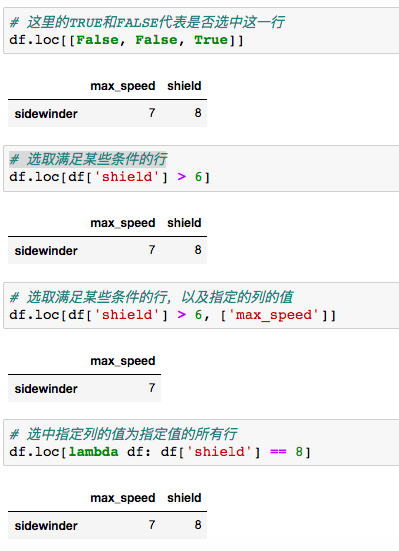 # 这里的TRUE和FALSE代表是否选中这一行
df.loc[[False, False, True]]
max_speed shield
sidewinder 7 8
# 选取满足某些条件的行
df.loc[df['shield'] > 6]
max_speed shield
sidewinder 7 8
# 选取满足某些条件的行，以及指定的列的值
df.loc[df['shield'] > 6, ['max_speed']]
max_speed
sidewinder 7
# 选中指定列的值为指定值的所有行
df.loc[lambda df: df['shield'] == 8]
max_speed shield
sidewinder 7 8